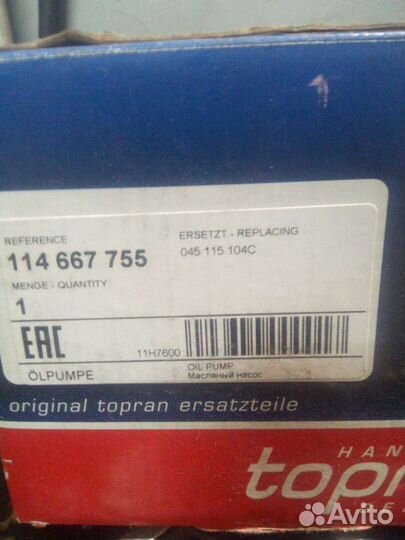 REFERENCE
114 667 755
ERSETZT - REPLACING
045 115 104C
MENGE - QUANTITY
1
EAC
11H7600
ÖLPUMPE
OIL PUMP
Масляный насос
original topran ersatzteile
HAN
topr
Avito